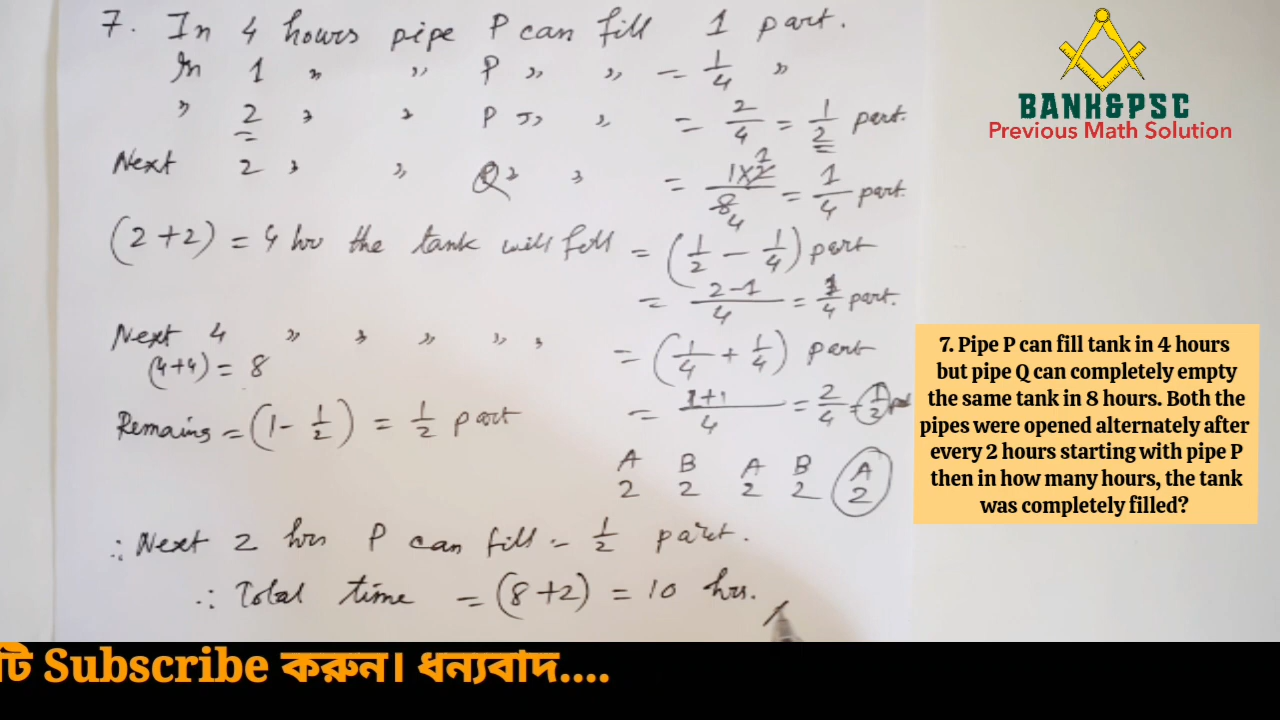 7. In 4 hours pipe P can fill 1 part.
In 1 " " P " " = 1/4 "
" 2 " " P " " = 2/4 = 1/2 part.
Next 2 " " Q " " = 1×2/8 = 1/4 part.
(2+2) = 4 hr the tank will fill = (1/2 − 1/4) part
= 2-1/4 = 1/4 part.
Next 4 " " " " " = (1/4 + 1/4) part
(4+4) = 8
= 1+1/4 = 2/4 = 1/2
Remains = (1 - 1/2) = 1/2 part
A B A B A
2 2 2 2 2
∴ Next 2 hrs P can fill = 1/2 part.
∴ Total time = (8+2) = 10 hrs.
BANK&PSC
Previous Math Solution
7. Pipe P can fill tank in 4 hours
but pipe Q can completely empty
the same tank in 8 hours. Both the
pipes were opened alternately after
every 2 hours starting with pipe P
then in how many hours, the tank
was completely filled?
টি Subscribe করুন। ধন্যবাদ....